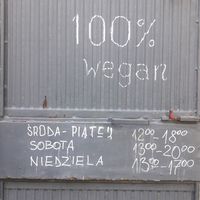 100%
wegan
ŚRODA-PIĄTEK 12⁰⁰-18⁰⁰
SOBOTA 13⁰⁰-20⁰⁰
NIEDZIELA 13⁰⁰-17⁰⁰